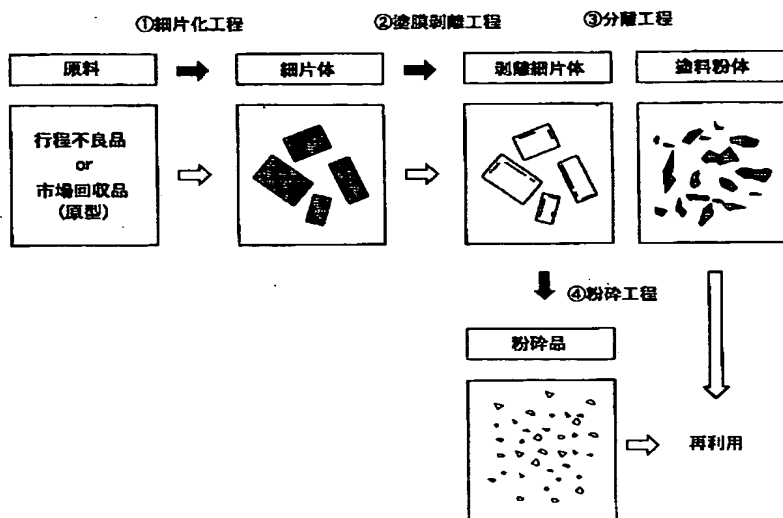 ①細片化工程
②塗膜剥離工程
③分離工程
原料
細片体
剥離細片体
塗料粉体
行程不良品
or
市場回収品
(原型)
④粉砕工程
粉砕品
再利用